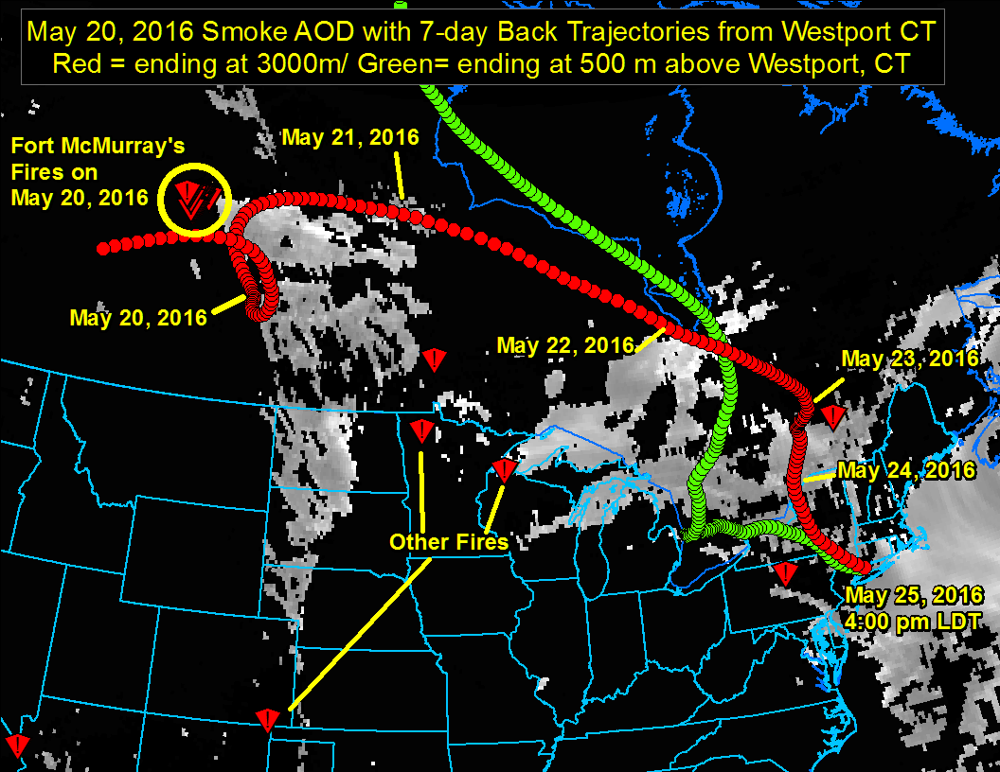 May 20, 2016 Smoke AOD with 7-day Back Trajectories from Westport CT
Red = ending at 3000m/ Green= ending at 500 m above Westport, CT
Fort McMurray's
Fires on
May 20, 2016
May 21, 2016
May 20, 2016
May 22, 2016
May 23, 2016
May 24, 2016
Other Fires
May 25, 2016
4:00 pm LDT